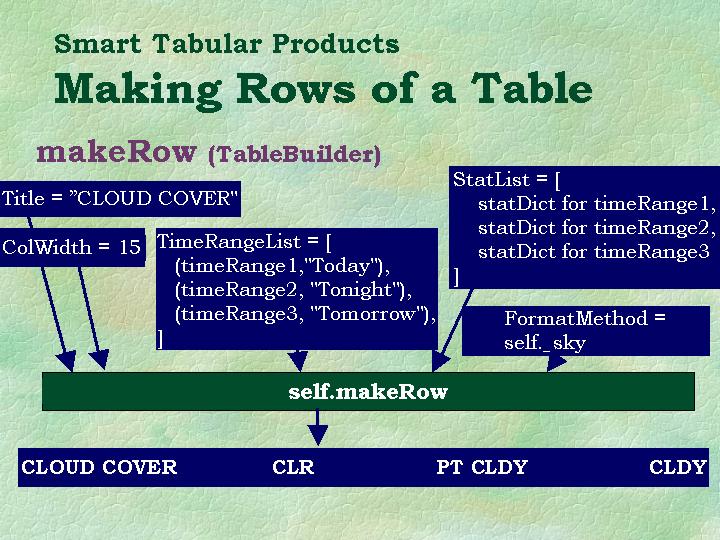 Smart Tabular Products
Making Rows of a Table
makeRow (TableBuilder)
Title = ”CLOUD COVER"
ColWidth = 15
TimeRangeList = [
(timeRange1,"Today"),
(timeRange2, "Tonight"),
(timeRange3, "Tomorrow"),
]
StatList = [
statDict for timeRange1,
statDict for timeRange2,
statDict for timeRange3
]
FormatMethod =
self._sky
self.makeRow
CLOUD COVER CLR PT CLDY CLDY